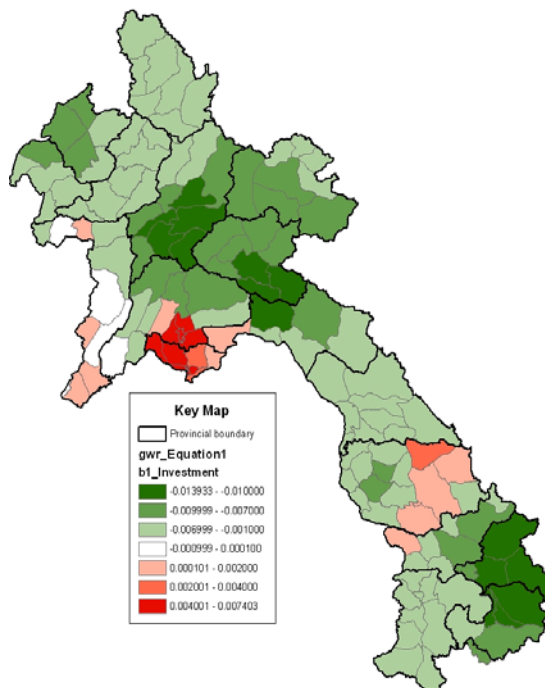 Key Map
Provincial boundary
gwr_Equation1
b1_Investment
-0.013933 - -0.010000
-0.009999 - -0.007000
-0.006999 - -0.001000
-0.000999 - 0.000100
0.000101 - 0.002000
0.002001 - 0.004000
0.004001 - 0.007403